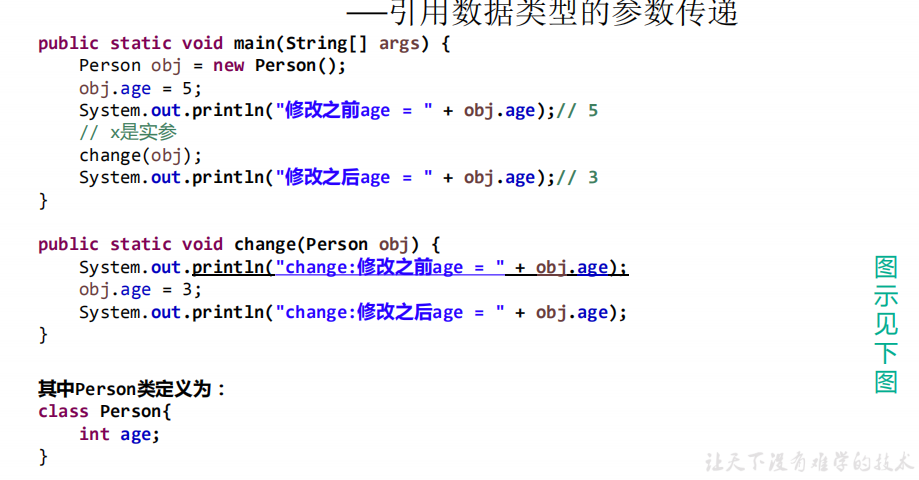 ——引用数据类型的参数传递
public static void main(String[] args) {
    Person obj = new Person();
    obj.age = 5;
    System.out.println("修改之前age = " + obj.age);// 5
    // x是实参
    change(obj);
    System.out.println("修改之后age = " + obj.age);// 3
}
public static void change(Person obj) {
    System.out.println("change:修改之前age = " + obj.age);
    obj.age = 3;
    System.out.println("change:修改之后age = " + obj.age);
}
图示见下图
其中Person类定义为：
class Person{
    int age;
}
让天下没有难学的技术